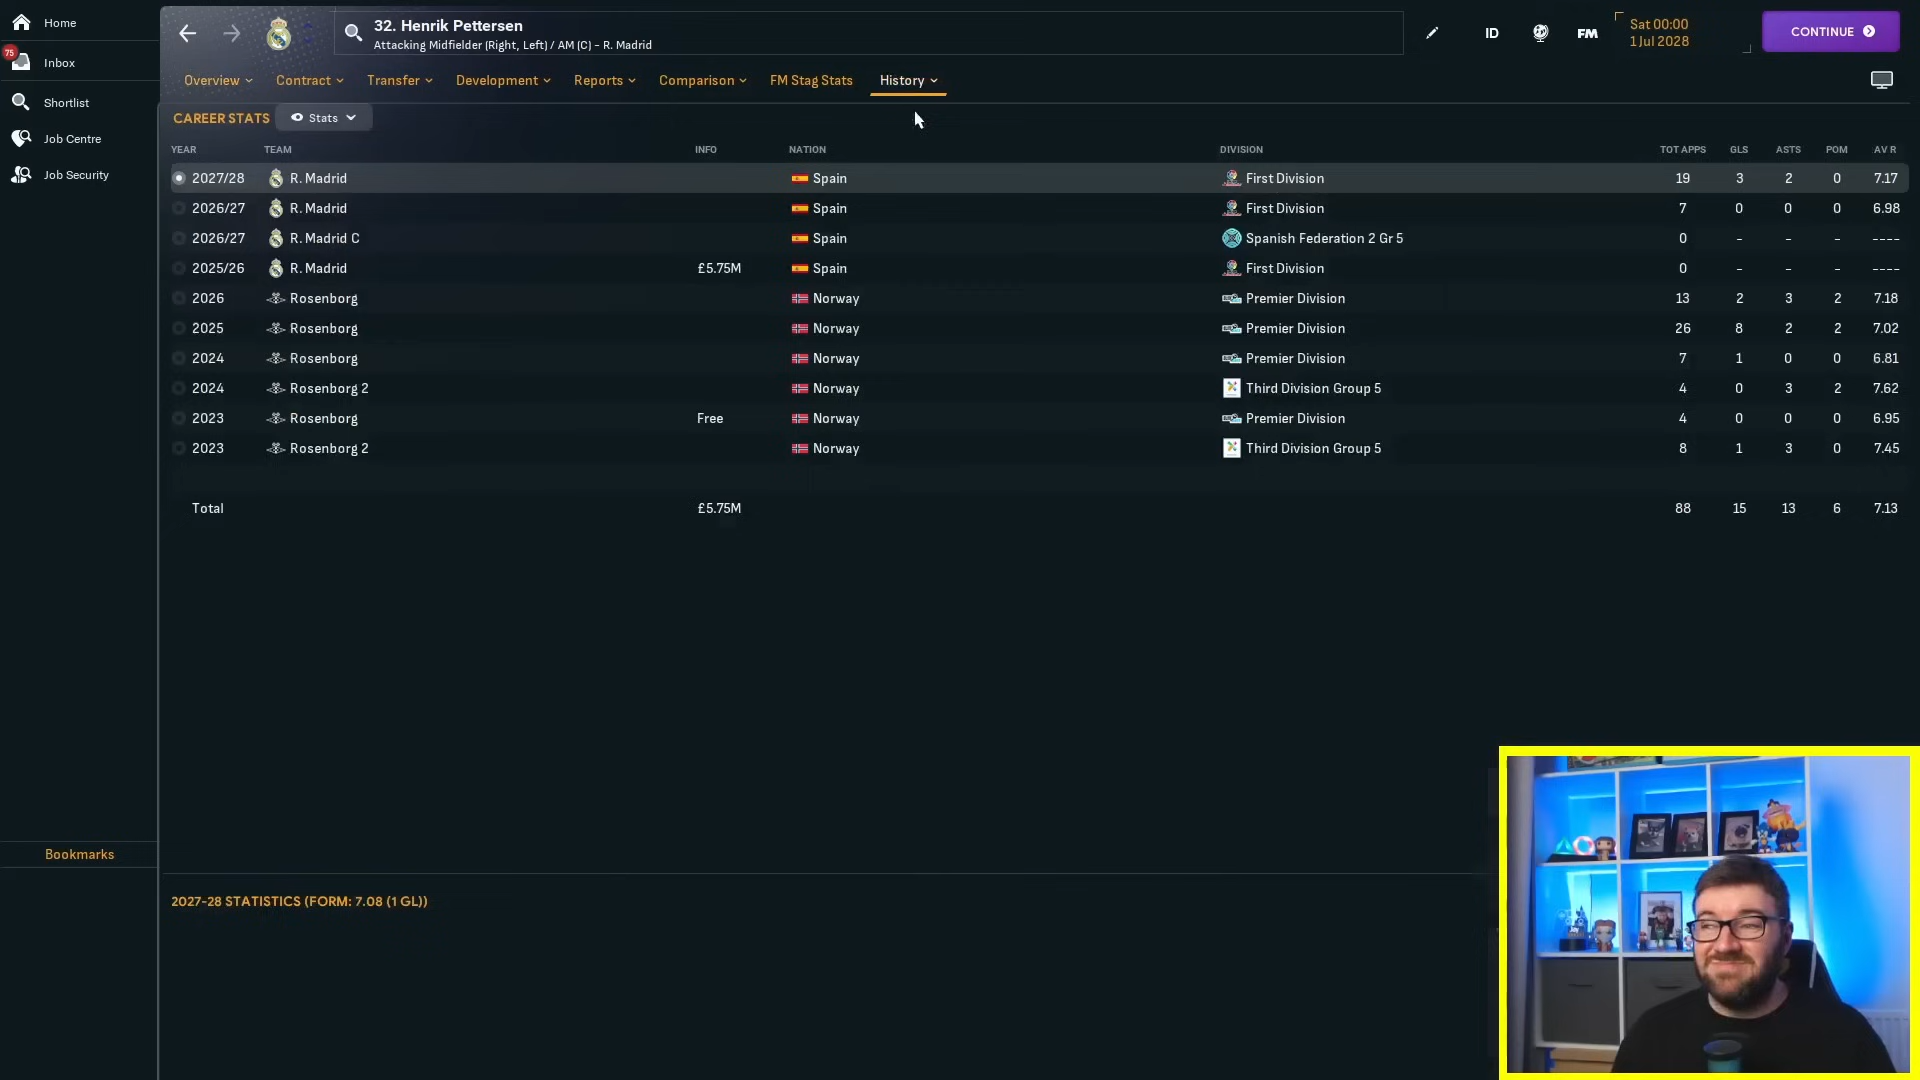 Home
75
Inbox
Shortlist
Job Centre
Job Security
Bookmarks
32. Henrik Pettersen
Attacking Midfielder (Right, Left) / AM (C) - R. Madrid
ID
FM
Sat 00:00
1 Jul 2028
CONTINUE
Overview
Contract
Transfer
Development
Reports
Comparison
FM Stag Stats
History
CAREER STATS
Stats
YEAR TEAM INFO NATION DIVISION TOT APPS GLS ASTS POM AV R
2027/28 R. Madrid Spain First Division 19 3 2 0 7.17
2026/27 R. Madrid Spain First Division 7 0 0 0 6.98
2026/27 R. Madrid C Spain Spanish Federation 2 Gr 5 0 - - - ----
2025/26 R. Madrid £5.75M Spain First Division 0 - - - ----
2026 Rosenborg Norway Premier Division 13 2 3 2 7.18
2025 Rosenborg Norway Premier Division 26 8 2 2 7.02
2024 Rosenborg Norway Premier Division 7 1 0 0 6.81
2024 Rosenborg 2 Norway Third Division Group 5 4 0 3 2 7.62
2023 Rosenborg Free Norway Premier Division 4 0 0 0 6.95
2023 Rosenborg 2 Norway Third Division Group 5 8 1 3 0 7.45
Total £5.75M 88 15 13 6 7.13
2027-28 STATISTICS (FORM: 7.08 (1 GL))